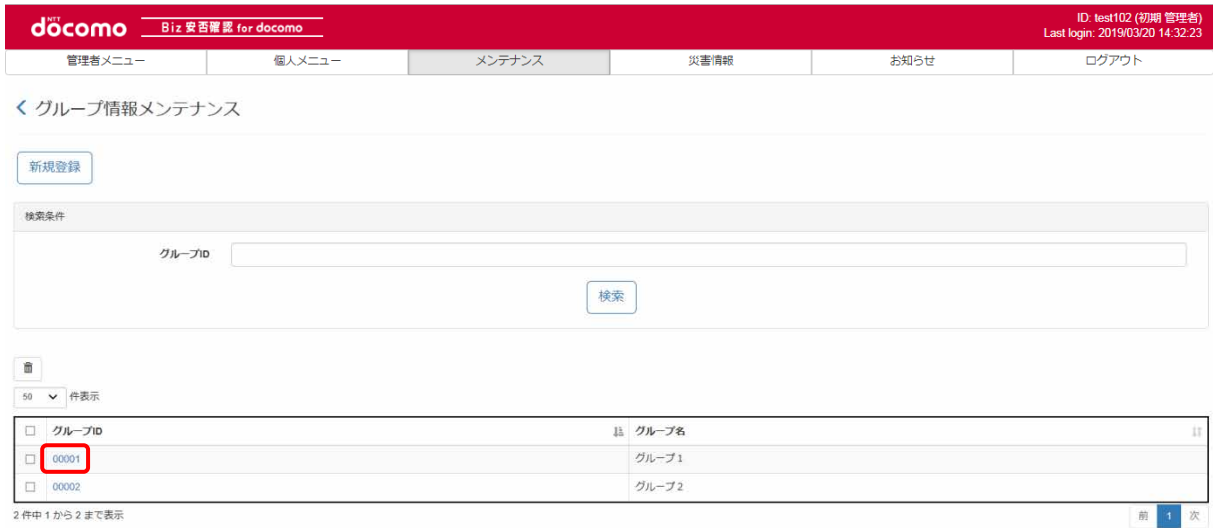 NTT
döcomo Biz 安否確認 for docomo
ID: test102 (初期 管理者)
Last login: 2019/03/20 14:32:23
管理者メニュー 個人メニュー メンテナンス 災害情報 お知らせ ログアウト
グループ情報メンテナンス
新規登録
検索条件
グループID
検索
50 件表示
グループID グループ名
00001 グループ1
00002 グループ2
2 件中 1 から 2 まで表示
前 1 次